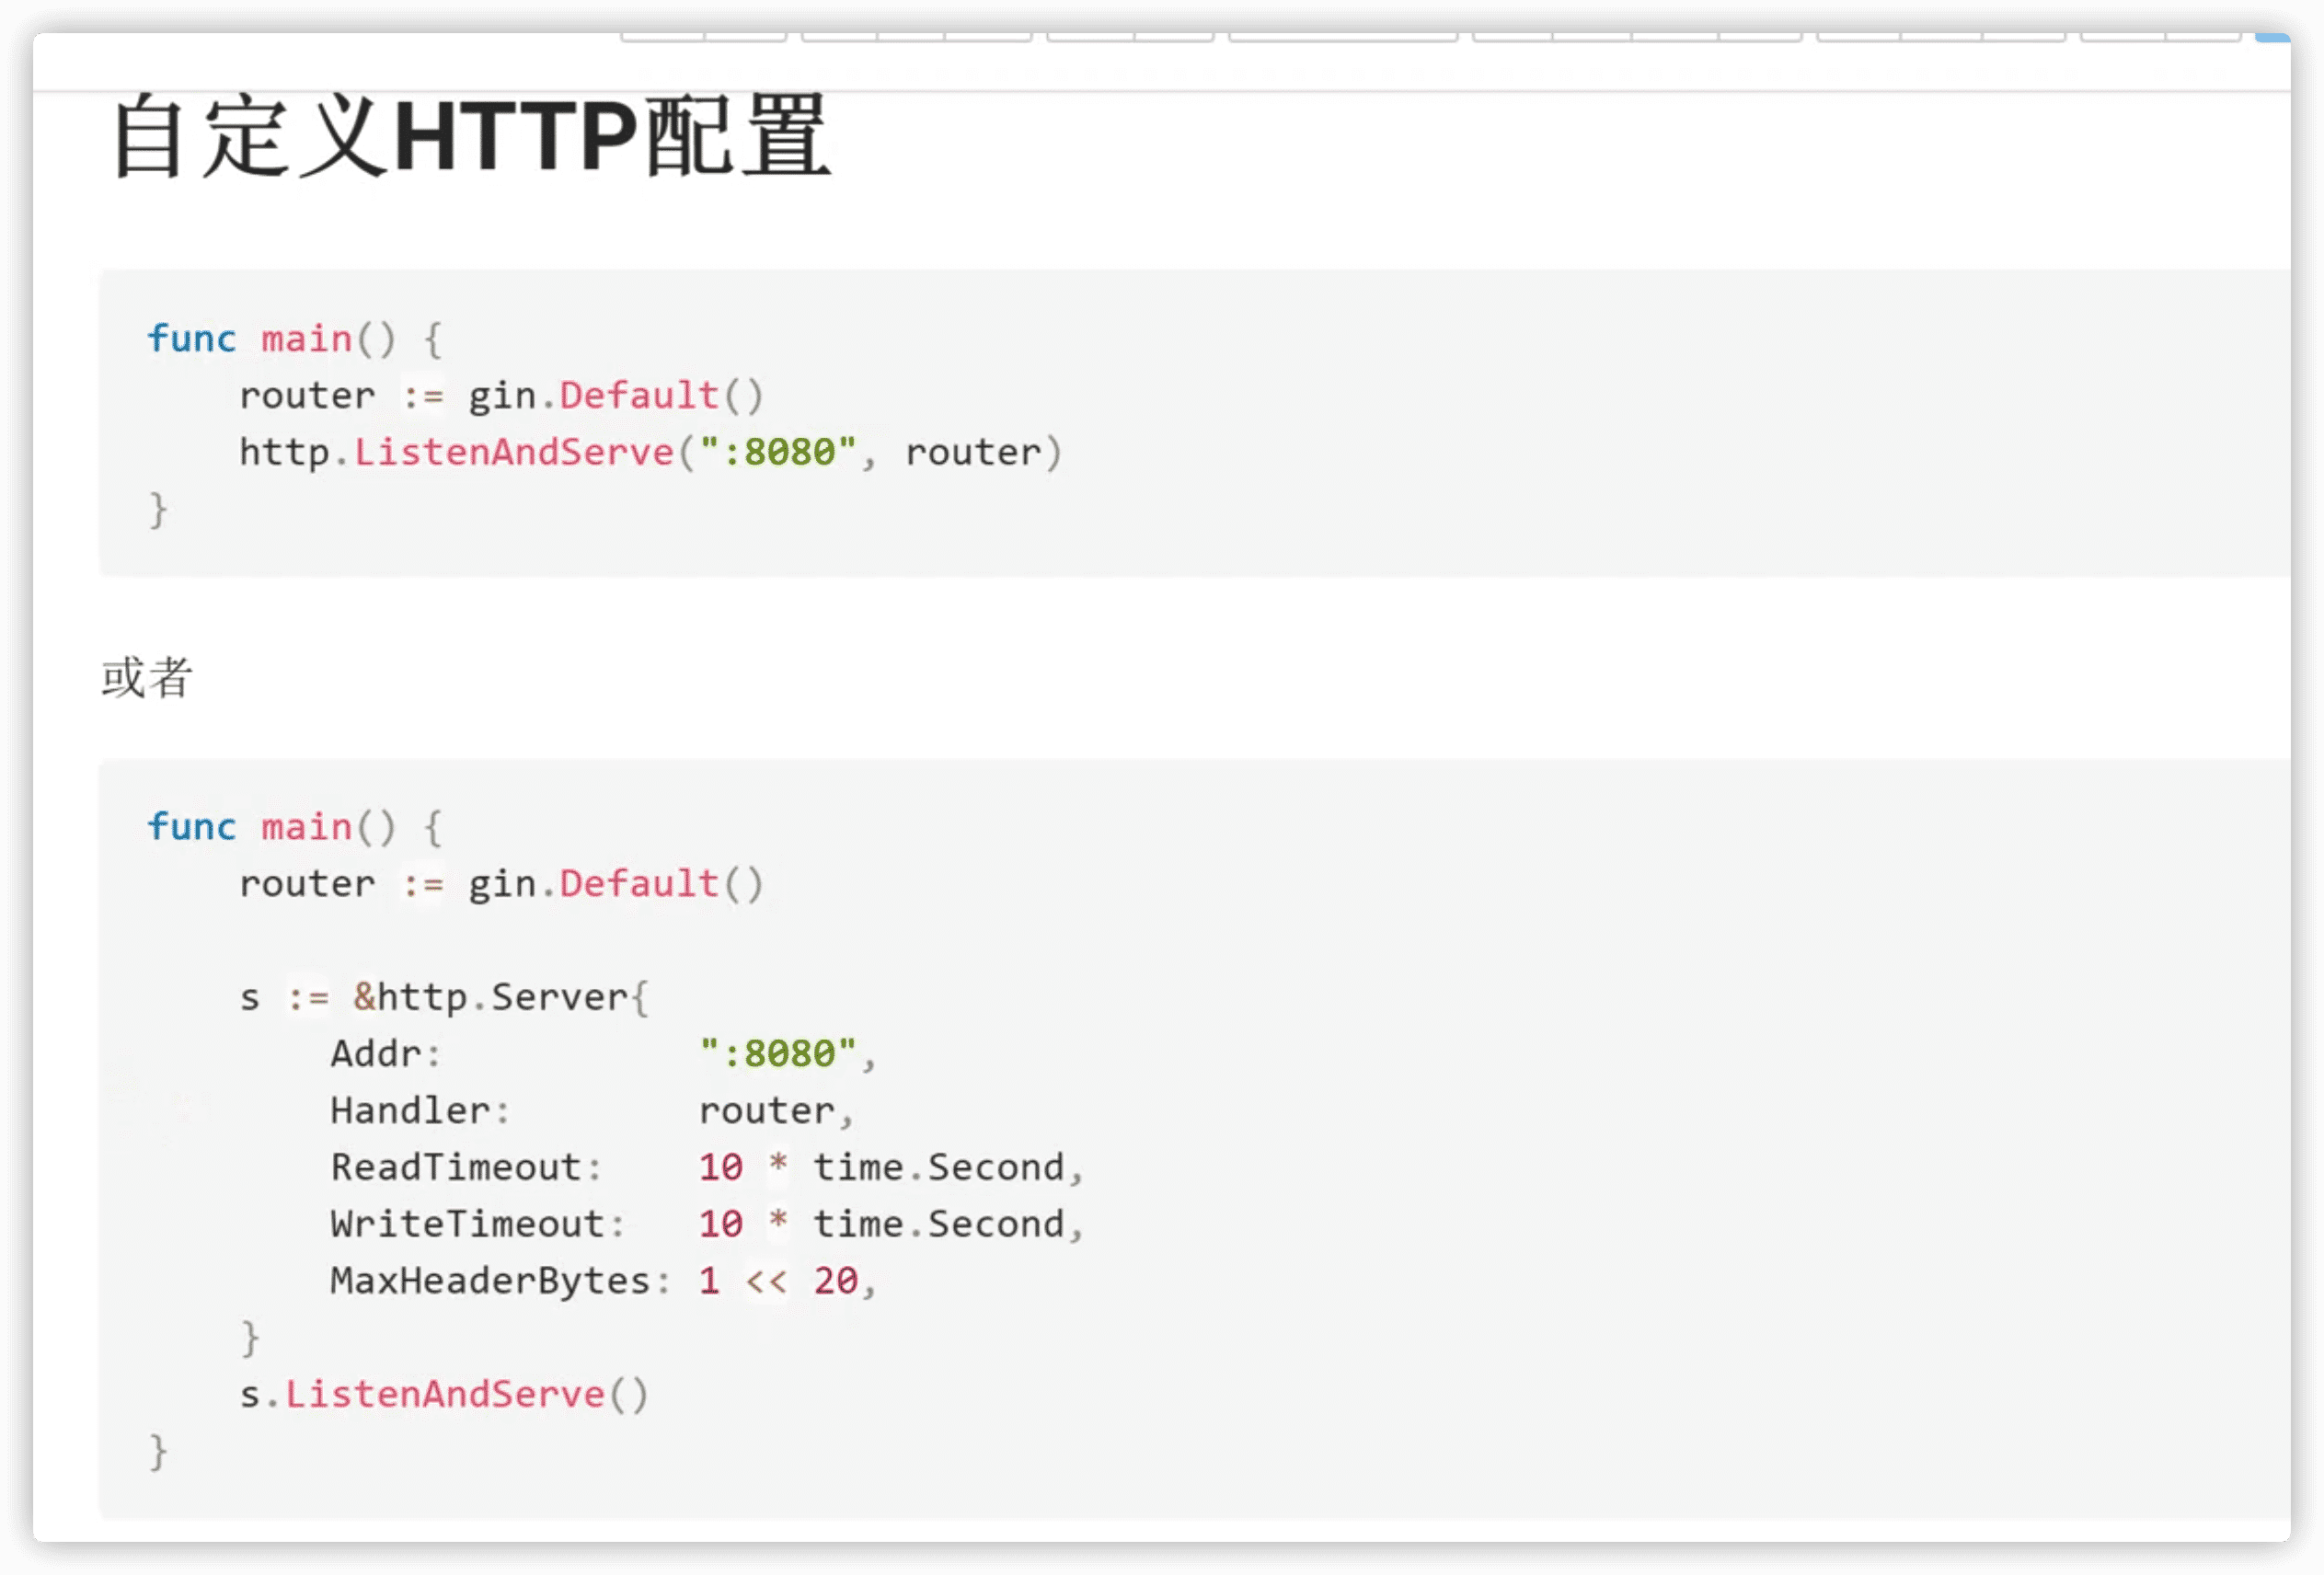 自定义HTTP配置
func main() {
    router := gin.Default()
    http.ListenAndServe(":8080", router)
}
或者
func main() {
    router := gin.Default()
    s := &http.Server{
        Addr:           ":8080",
        Handler:        router,
        ReadTimeout:    10 * time.Second,
        WriteTimeout:   10 * time.Second,
        MaxHeaderBytes: 1 << 20,
    }
    s.ListenAndServe()
}